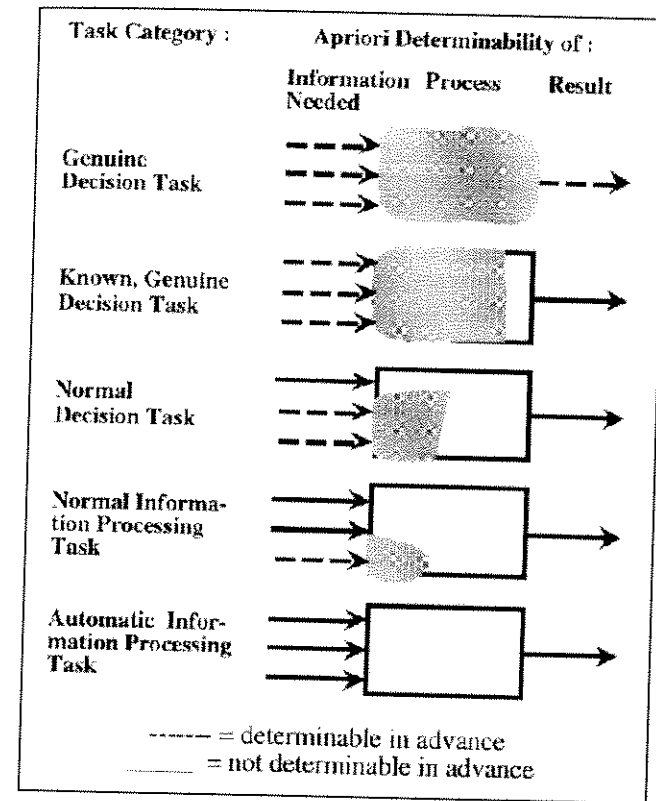 Task Category :
Apriori Determinability of :
Information Process Result
Needed
Genuine
Decision Task
Known, Genuine
Decision Task
Normal
Decision Task
Normal Informa-
tion Processing
Task
Automatic Infor-
mation Processing
Task
------ = determinable in advance
______ = not determinable in advance